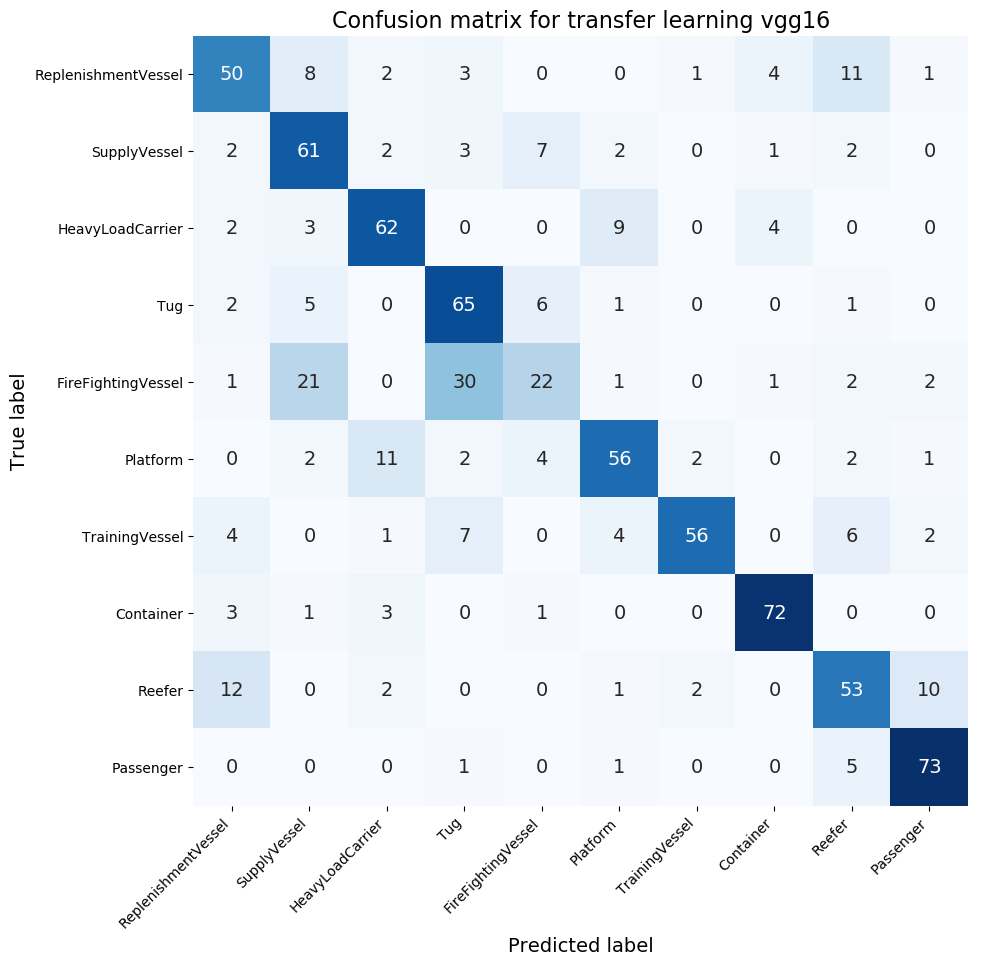 Confusion matrix for transfer learning vgg16
ReplenishmentVessel 50 8 2 3 0 0 1 4 11 1
SupplyVessel 2 61 2 3 7 2 0 1 2 0
HeavyLoadCarrier 2 3 62 0 0 9 0 4 0 0
Tug 2 5 0 65 6 1 0 0 1 0
FireFightingVessel 1 21 0 30 22 1 0 1 2 2
Platform 0 2 11 2 4 56 2 0 2 1
TrainingVessel 4 0 1 7 0 4 56 0 6 2
Container 3 1 3 0 1 0 0 72 0 0
Reefer 12 0 2 0 0 1 2 0 53 10
Passenger 0 0 0 1 0 1 0 0 5 73
True label
ReplenishmentVessel
SupplyVessel
HeavyLoadCarrier
Tug
FireFightingVessel
Platform
TrainingVessel
Container
Reefer
Passenger
Predicted label